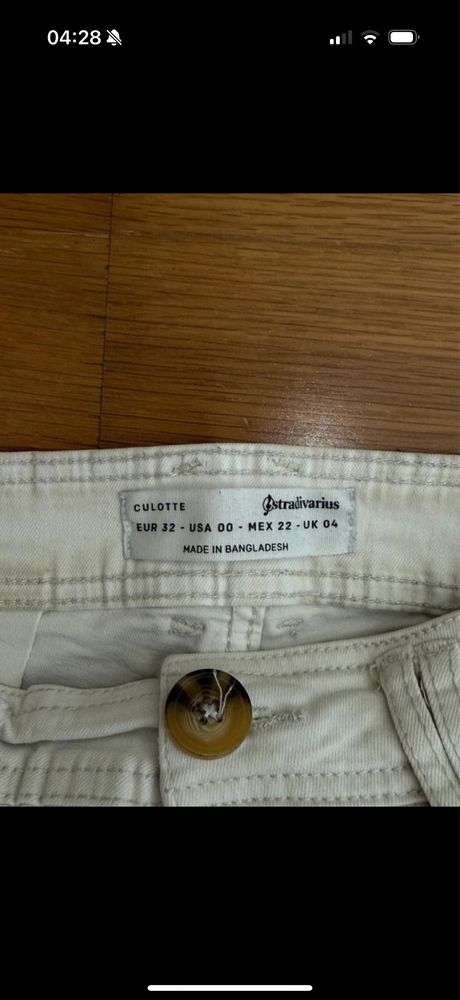 04:28
CULOTTE Stradivarius
EUR 32 - USA 00 - MEX 22 - UK 04
MADE IN BANGLADESH